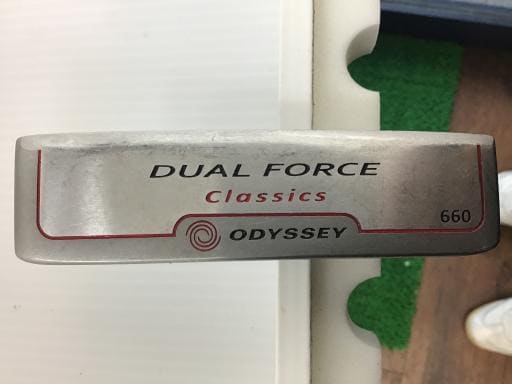 DUAL FORCE
Classics
660
ODYSSEY